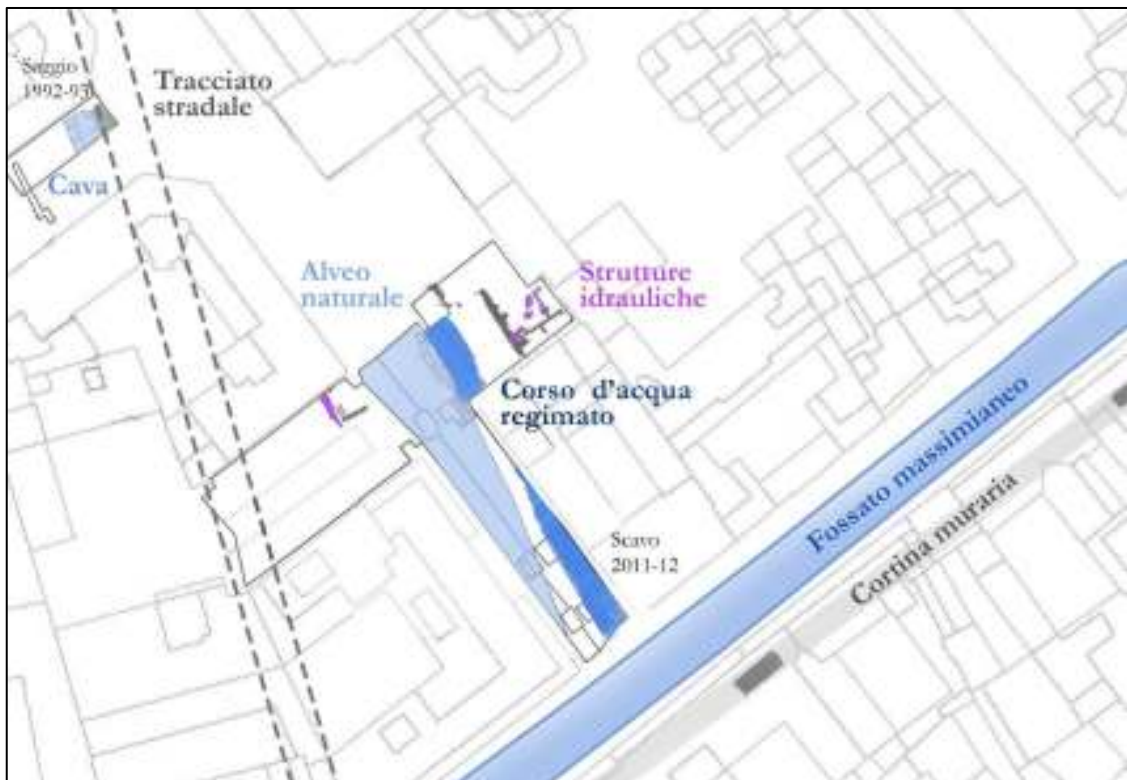 Saggio
1992-93
Tracciato
stradale
Cava
Alveo
naturale
Strutture
idrauliche
Corso d'acqua
regimato
Scavo
2011-12
Fossato massimianeo
Cortina muraria